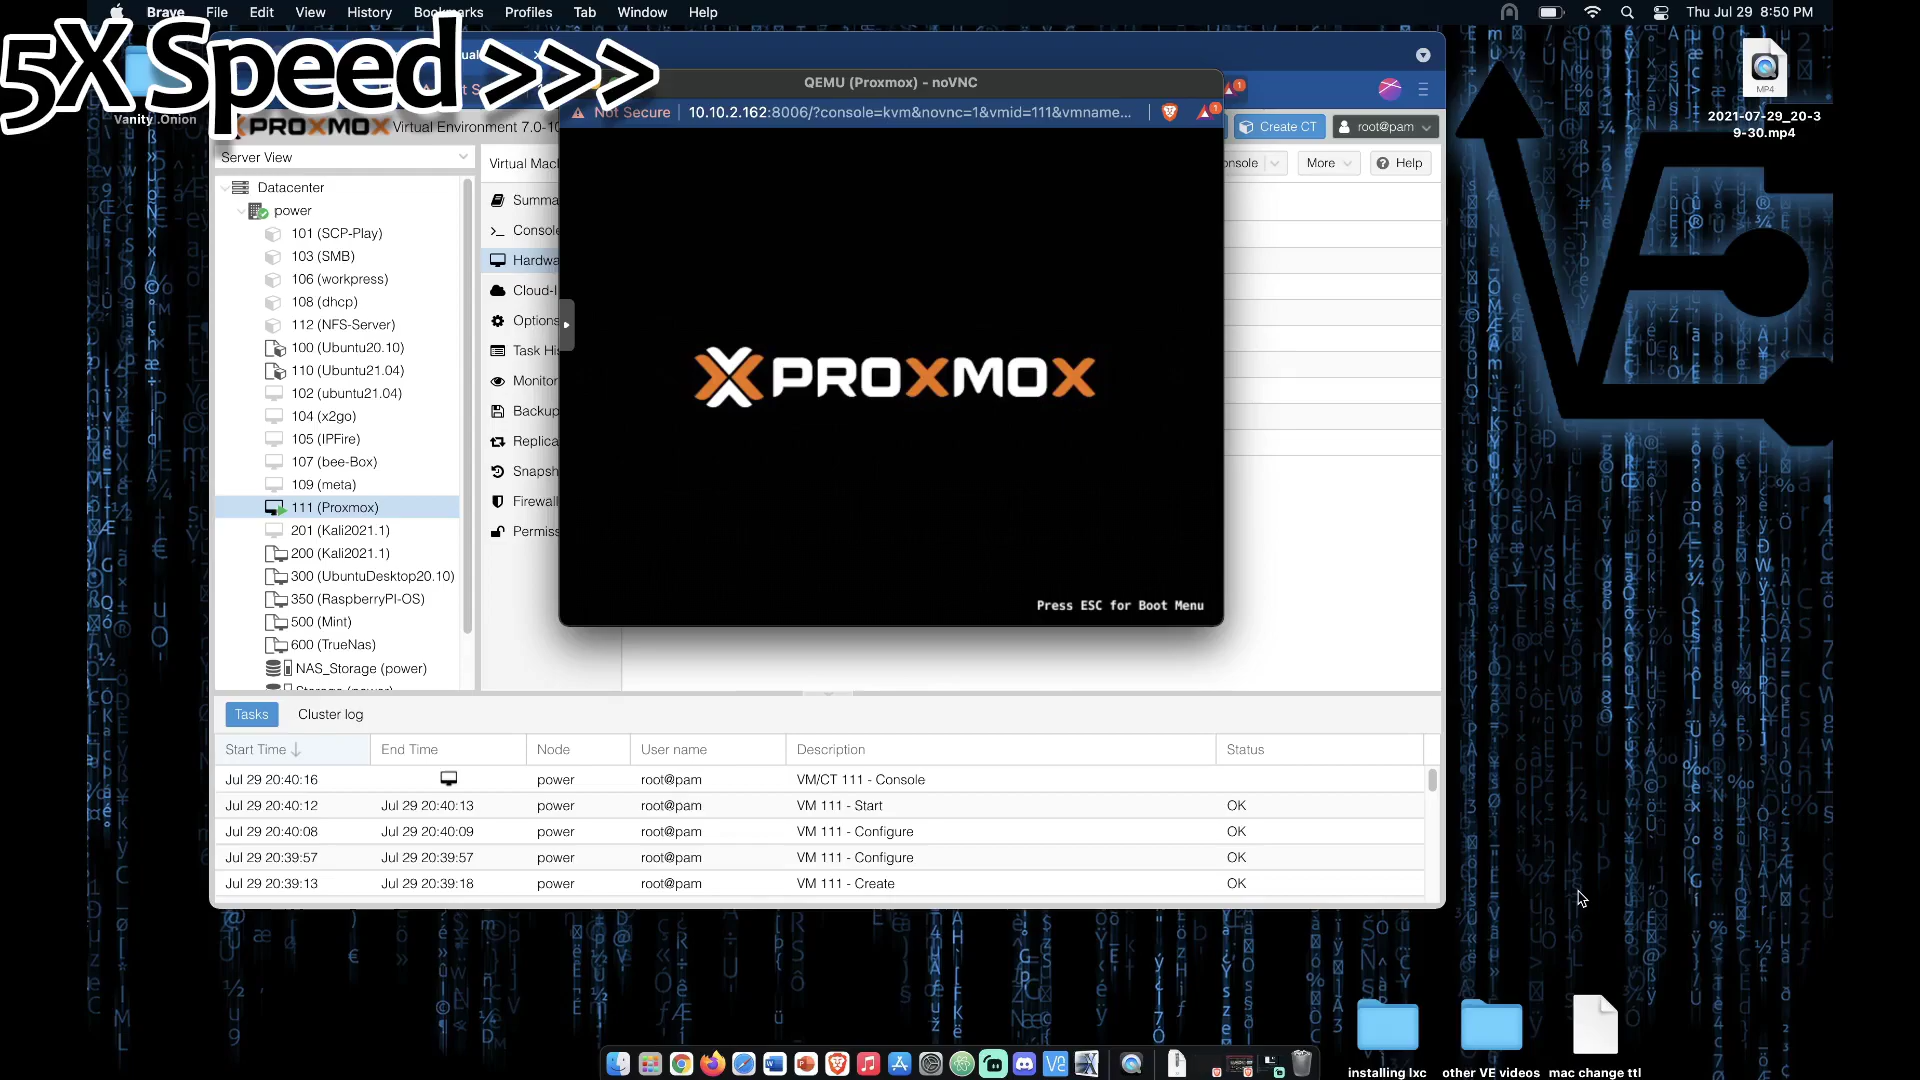 Brave File Edit View History Bookmarks Profiles Tab Window Help
Thu Jul 29 8:50 PM
5X Speed >>>
Vanity .Onion
MP4
2021-07-29_20-3
9-30.mp4
QEMU (Proxmox) - noVNC
Not Secure
10.10.2.162:8006/?console=kvm&novnc=1&vmid=111&vmname...
1
1
PROXMOX Virtual Environment 7.0-10
Create CT
root@pam
Server View
Virtual Mach
onsole
More
Help
Datacenter
power
101 (SCP-Play)
103 (SMB)
106 (workpress)
108 (dhcp)
112 (NFS-Server)
100 (Ubuntu20.10)
110 (Ubuntu21.04)
102 (ubuntu21.04)
104 (x2go)
105 (IPFire)
107 (bee-Box)
109 (meta)
111 (Proxmox)
201 (Kali2021.1)
200 (Kali2021.1)
300 (UbuntuDesktop20.10)
350 (RaspberryPI-OS)
500 (Mint)
600 (TrueNas)
NAS_Storage (power)
Storage (power)
Summa
Console
Hardwa
Cloud-I
Options
Task His
Monitor
Backup
Replica
Snapsh
Firewall
Permiss
PROXMOX
Press ESC for Boot Menu
Tasks Cluster log
Start Time End Time Node User name Description Status
Jul 29 20:40:16 power root@pam VM/CT 111 - Console
Jul 29 20:40:12 Jul 29 20:40:13 power root@pam VM 111 - Start OK
Jul 29 20:40:08 Jul 29 20:40:09 power root@pam VM 111 - Configure OK
Jul 29 20:39:57 Jul 29 20:39:57 power root@pam VM 111 - Configure OK
Jul 29 20:39:13 Jul 29 20:39:18 power root@pam VM 111 - Create OK
installing lxc
other VE videos
mac change ttl